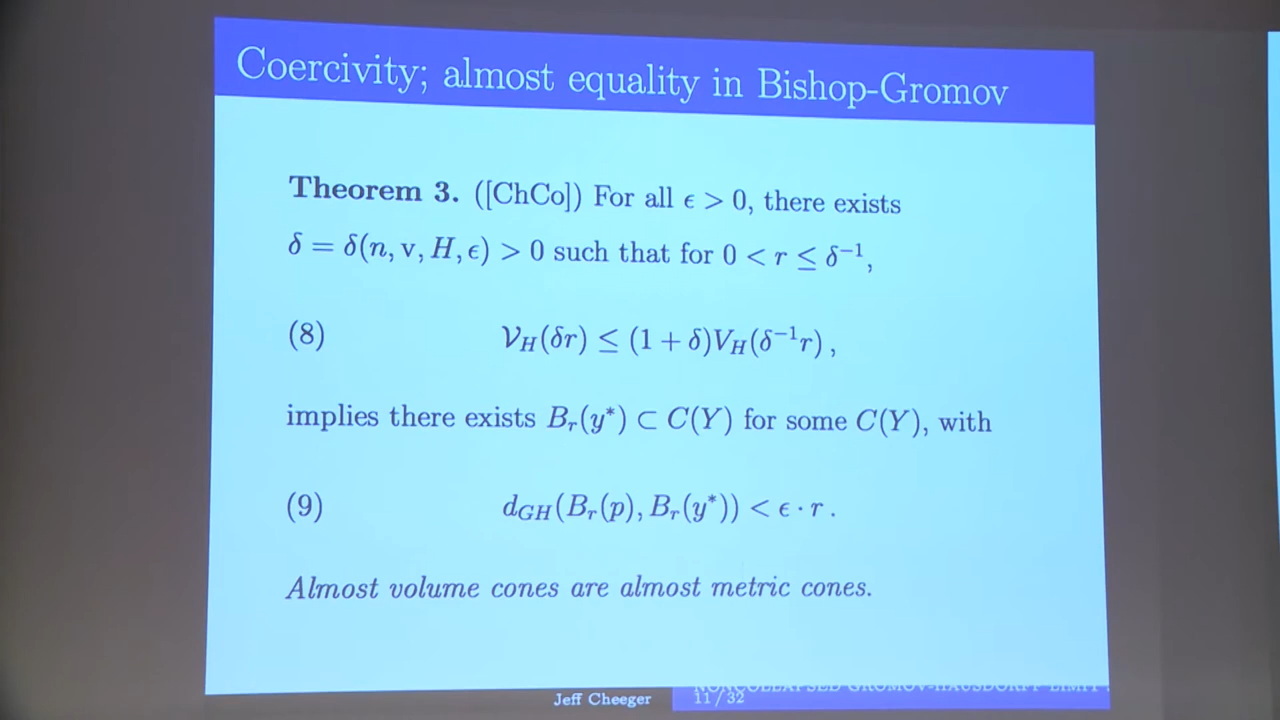 Coercivity; almost equality in Bishop-Gromov
Theorem 3. ([ChCo]) For all ϵ > 0, there exists
δ = δ(n, v, H, ϵ) > 0 such that for 0 < r ≤ δ⁻¹,
(8) 𝒱_H(δr) ≤ (1 + δ)V_H(δ⁻¹r) ,
implies there exists B_r(y*) ⊂ C(Y) for some C(Y), with
(9) d_GH(B_r(p), B_r(y*)) < ϵ · r .
Almost volume cones are almost metric cones.
Jeff Cheeger
NONCOLLAPSED GROMOV-HAUSDORFF LIMIT
11 / 32